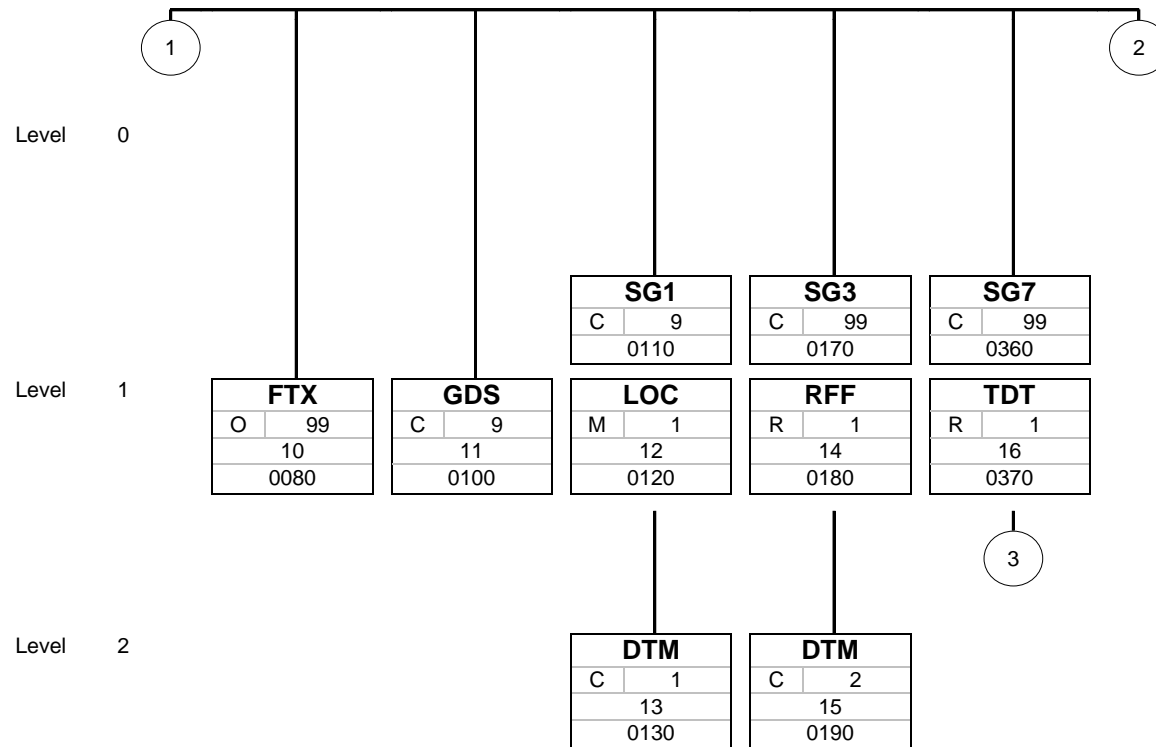 1 2
Level 0
SG1 SG3 SG7
C 9 C 99 C 99
0110 0170 0360
Level 1 FTX GDS LOC RFF TDT
O 99 C 9 M 1 R 1 R 1
10 11 12 14 16
0080 0100 0120 0180 0370
3
Level 2 DTM DTM
C 1 C 2
13 15
0130 0190